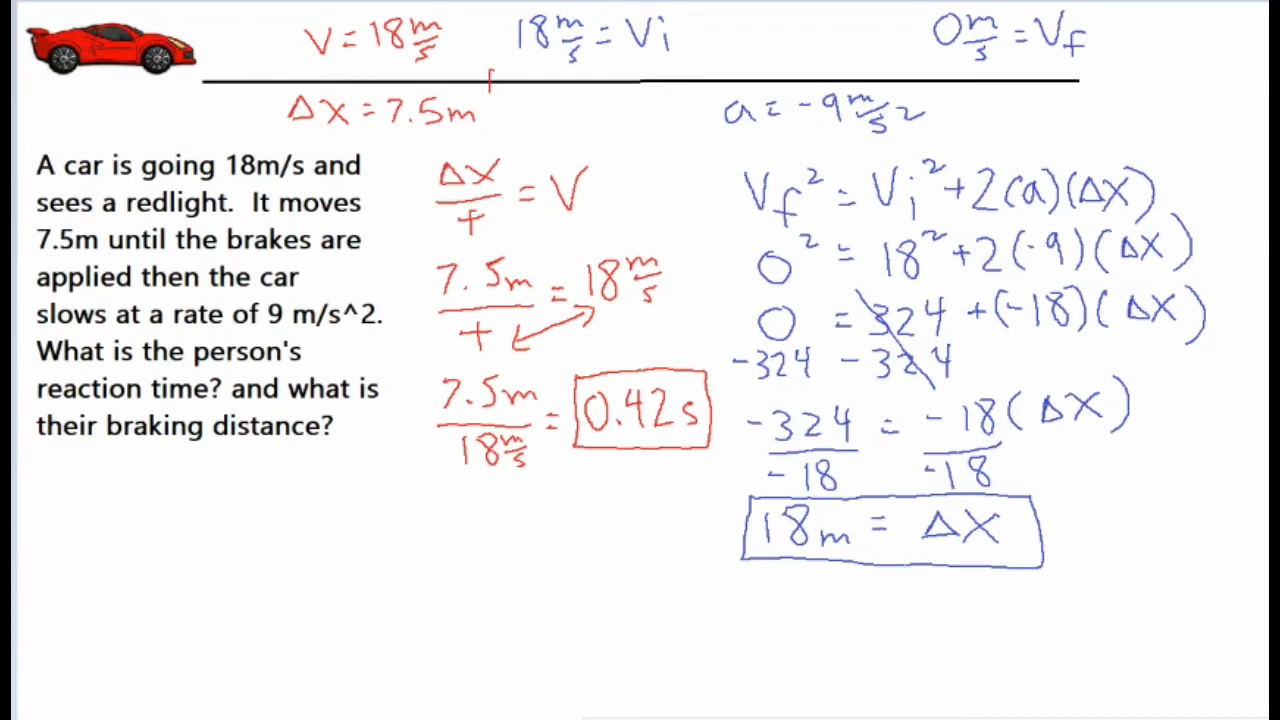 V = 18 m/s
18 m/s = Vi
0 m/s = Vf
Δx = 7.5m
a = -9 m/s2
A car is going 18m/s and
sees a redlight. It moves
7.5m until the brakes are
applied then the car
slows at a rate of 9 m/s^2.
What is the person's
reaction time? and what is
their braking distance?
Δx/t = V
7.5m/t = 18 m/s
7.5m/18 m/s = 0.42s
Vf² = Vi² + 2(a)(Δx)
0² = 18² + 2(-9)(Δx)
0 = 324 + (-18)(Δx)
-324 -324
-324 = -18(Δx)
-18 -18
18m = Δx